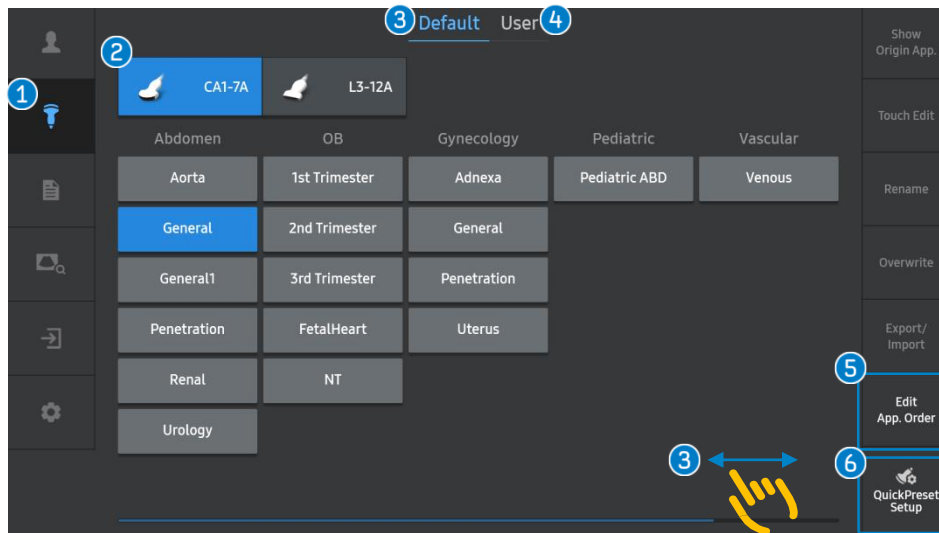 3 Default User 4
Show
Origin App.
2
CA1-7A L3-12A
1
Touch Edit
Abdomen OB Gynecology Pediatric Vascular
Aorta 1st Trimester Adnexa Pediatric ABD Venous
Rename
General 2nd Trimester General
General1 3rd Trimester Penetration
Overwrite
Penetration FetalHeart Uterus
Export/
Import
Renal NT
5
Edit
App. Order
Urology
3
6
QuickPreset
Setup